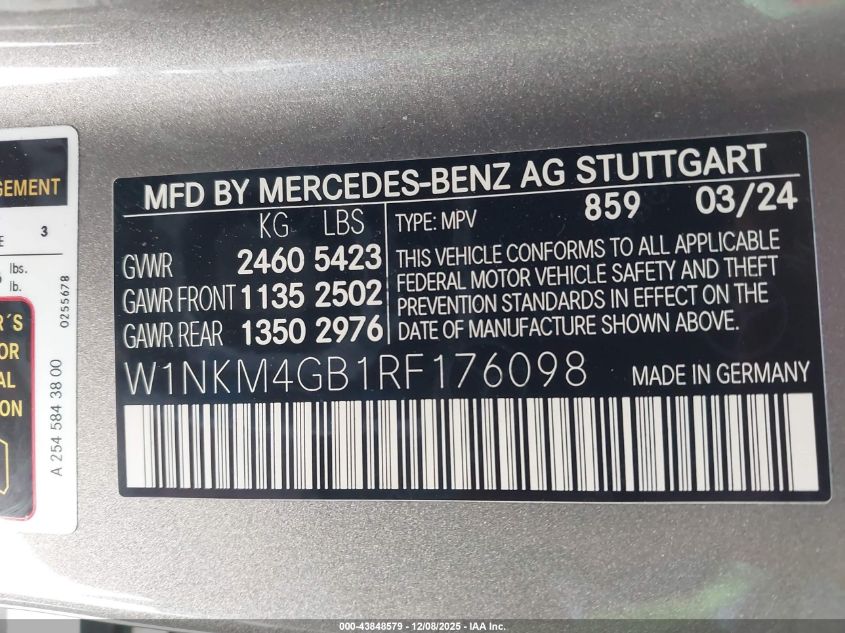 GEMENT
3
E
lbs.
lb.
0255678
R´S
OR
AL
ON
A 254 584 38 00
MFD BY MERCEDES-BENZ AG STUTTGART
KG LBS
TYPE: MPV 859 03/24
GVWR 2460 5423
GAWR FRONT 1135 2502
GAWR REAR 1350 2976
THIS VEHICLE CONFORMS TO ALL APPLICABLE
FEDERAL MOTOR VEHICLE SAFETY AND THEFT
PREVENTION STANDARDS IN EFFECT ON THE
DATE OF MANUFACTURE SHOWN ABOVE.
W1NKM4GB1RF176098 MADE IN GERMANY
000-43848579 - 12/08/2025 - IAA Inc.